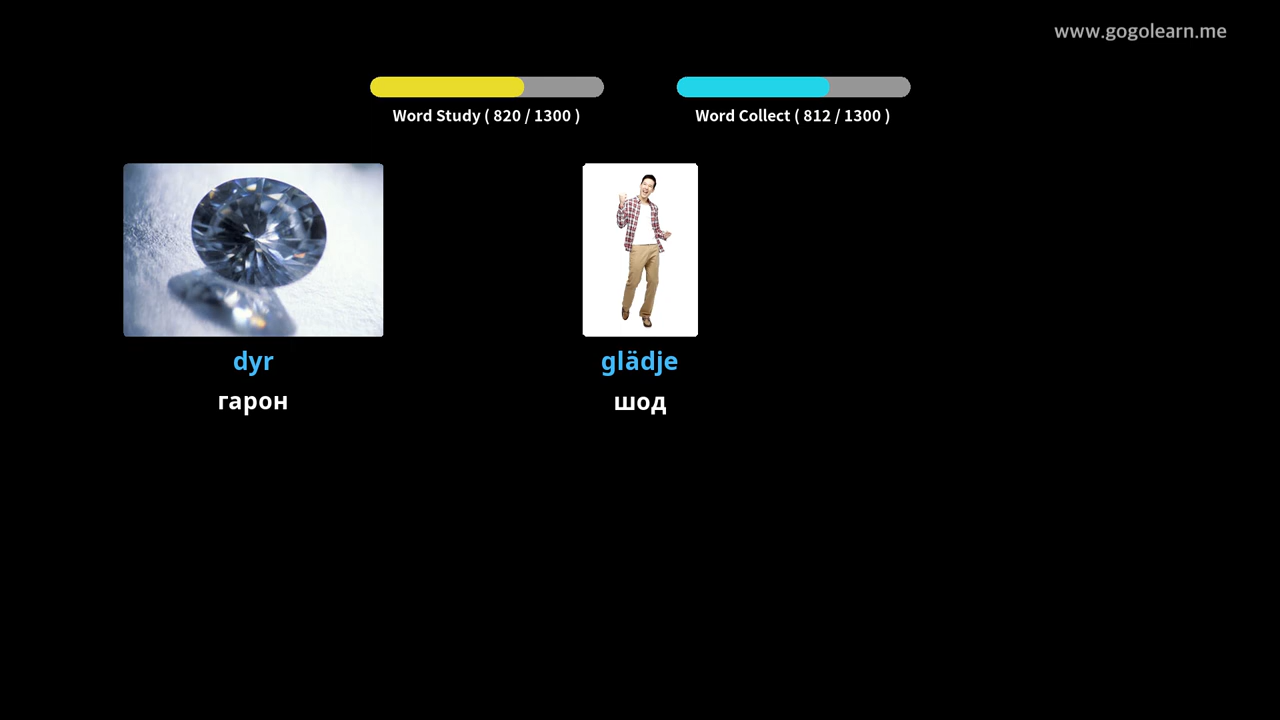 www.gogolearn.me
Word Study ( 820 / 1300 )
Word Collect ( 812 / 1300 )
dyr
гарон
glädje
шод